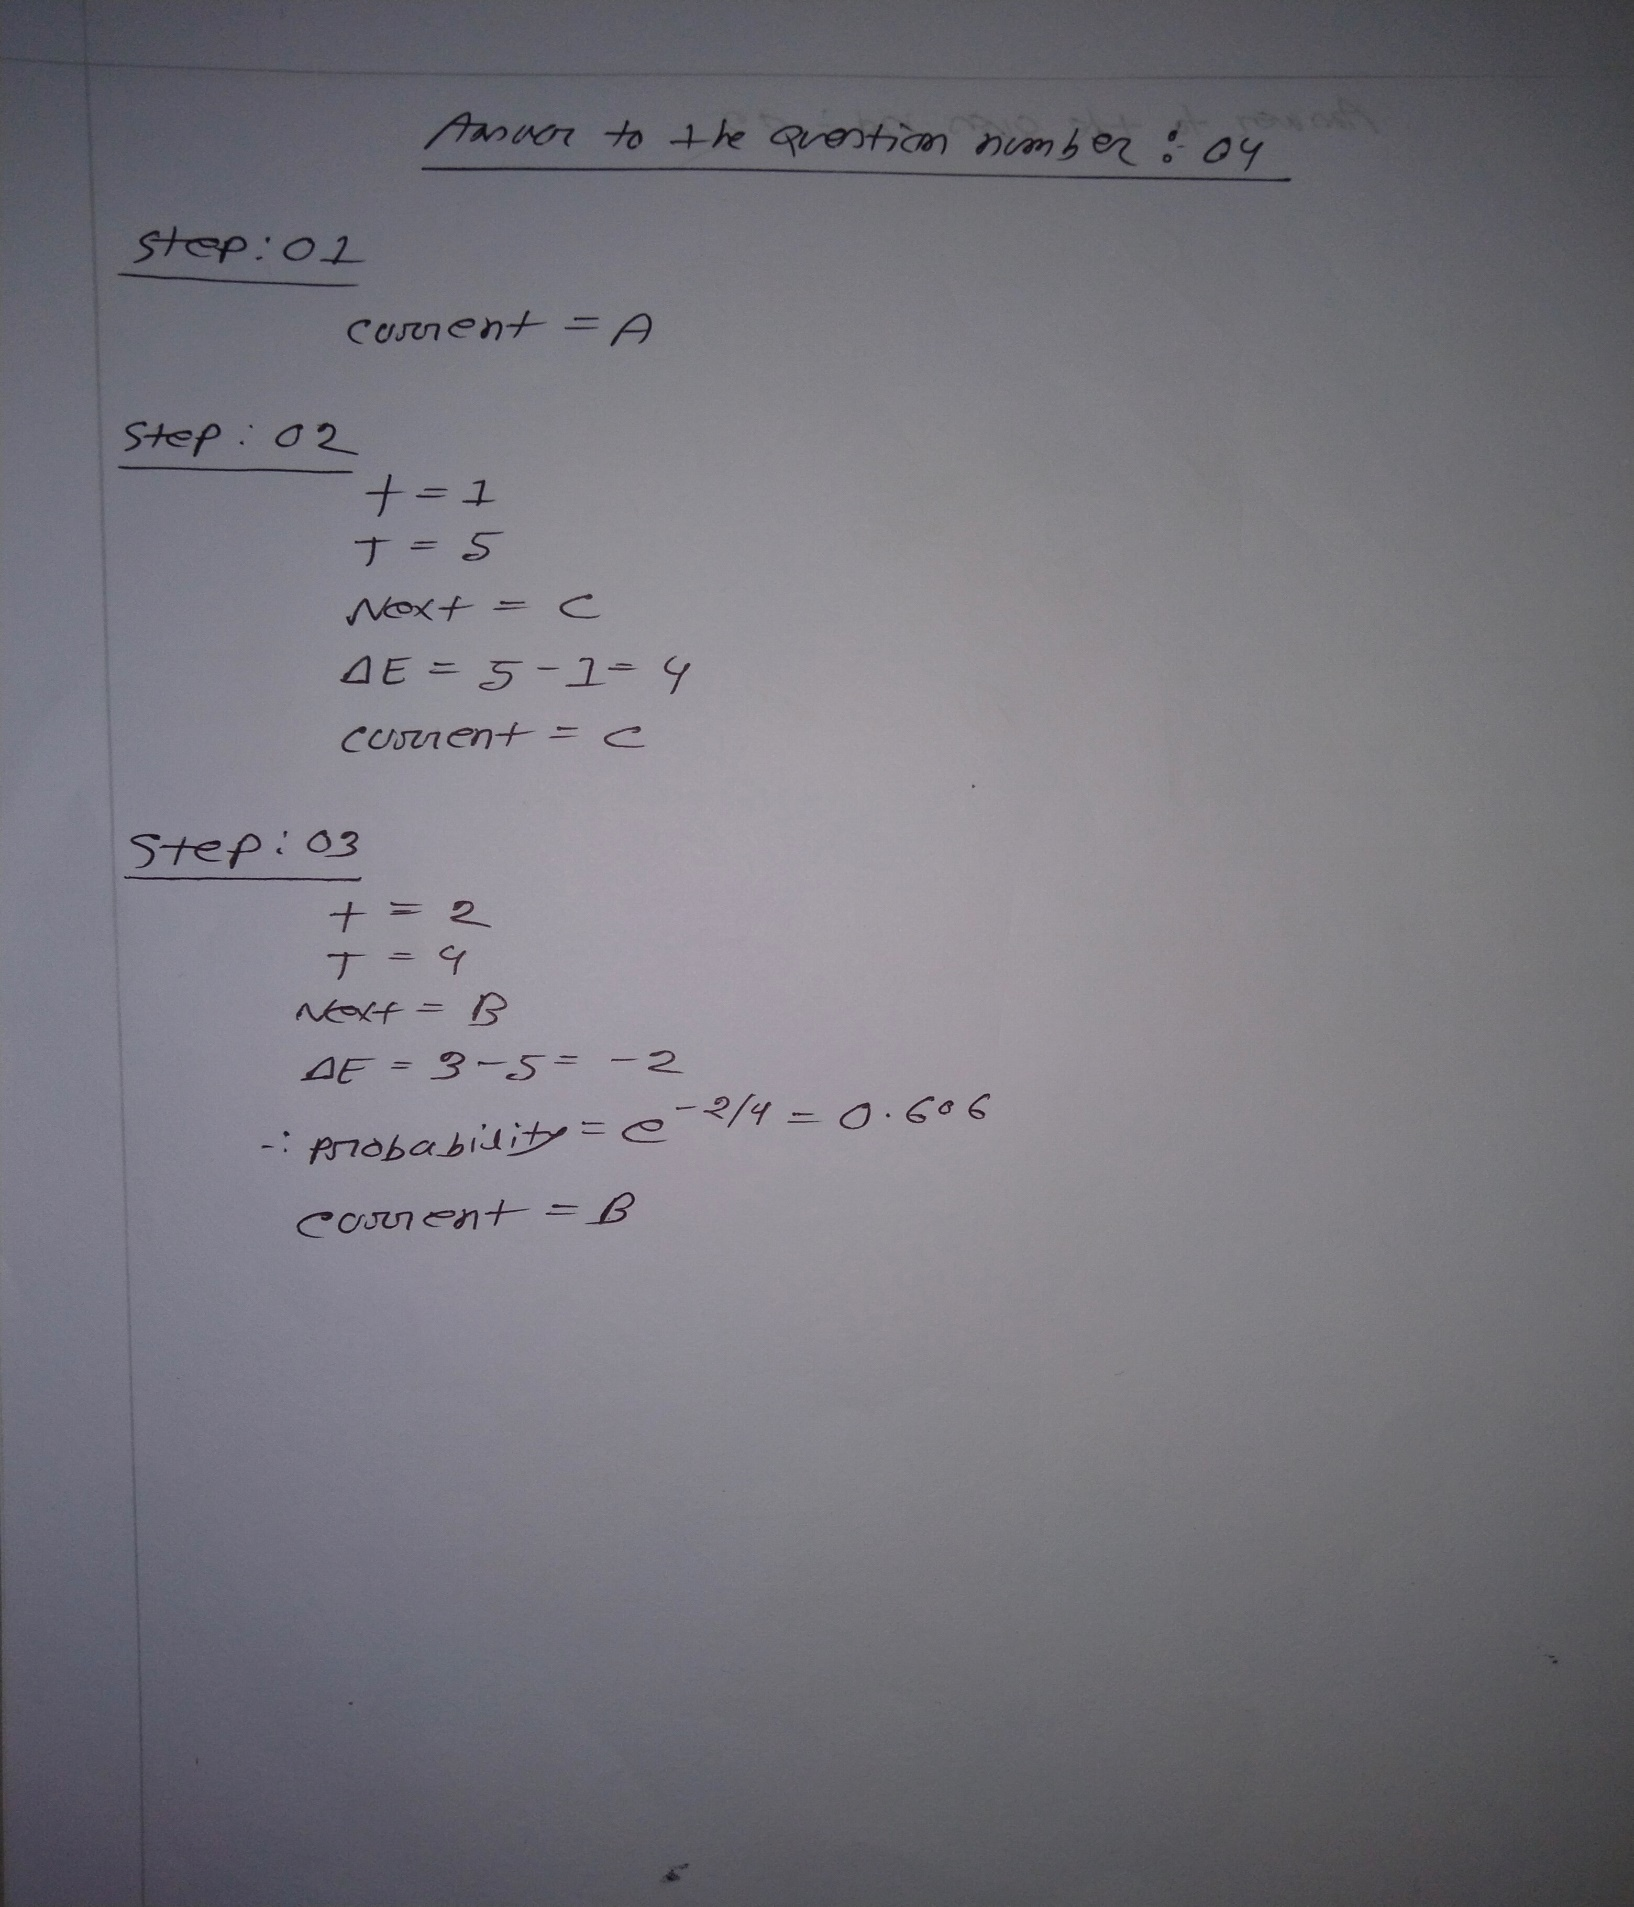 Answer to the question number : 04
Step: 01
current = A
Step: 02
t = 1
T = 5
Next = C
ΔE = 5 - 1 = 4
current = C
Step: 03
t = 2
T = 4
Next = B
ΔE = 3 - 5 = -2
∴ probability = e^-2/4 = 0.606
current = B